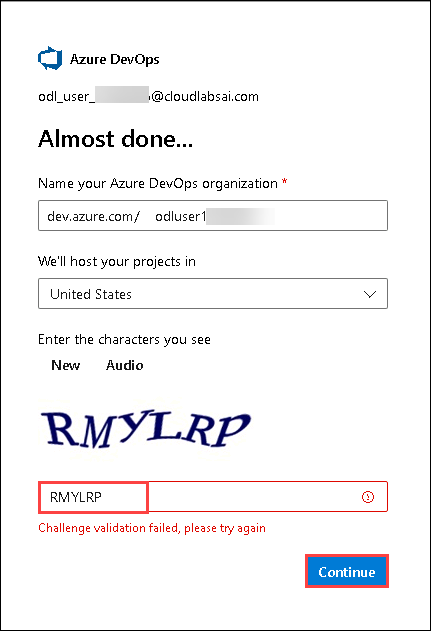 Azure DevOps
odl_user_ @cloudlabsai.com
Almost done...
Name your Azure DevOps organization *
dev.azure.com/ odluser1
We'll host your projects in
United States
Enter the characters you see
New Audio
RMYLRP
RMYLRP
Challenge validation failed, please try again
Continue